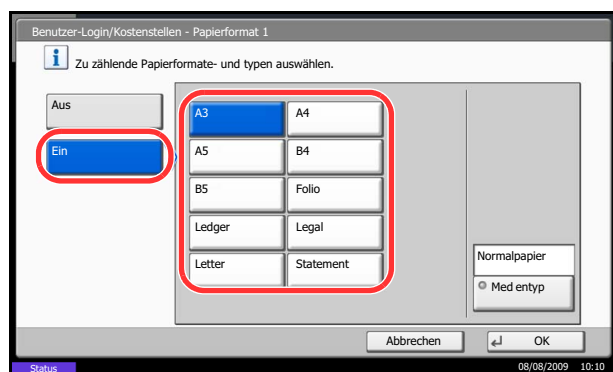 Benutzer-Login/Kostenstellen - Papierformat 1
Zu zählende Papierformate- und typen auswählen.
Aus
Ein
A3 A4
A5 B4
B5 Folio
Ledger Legal
Letter Statement
Normalpapier
Med entyp
Abbrechen OK
Status 08/08/2009 10:10